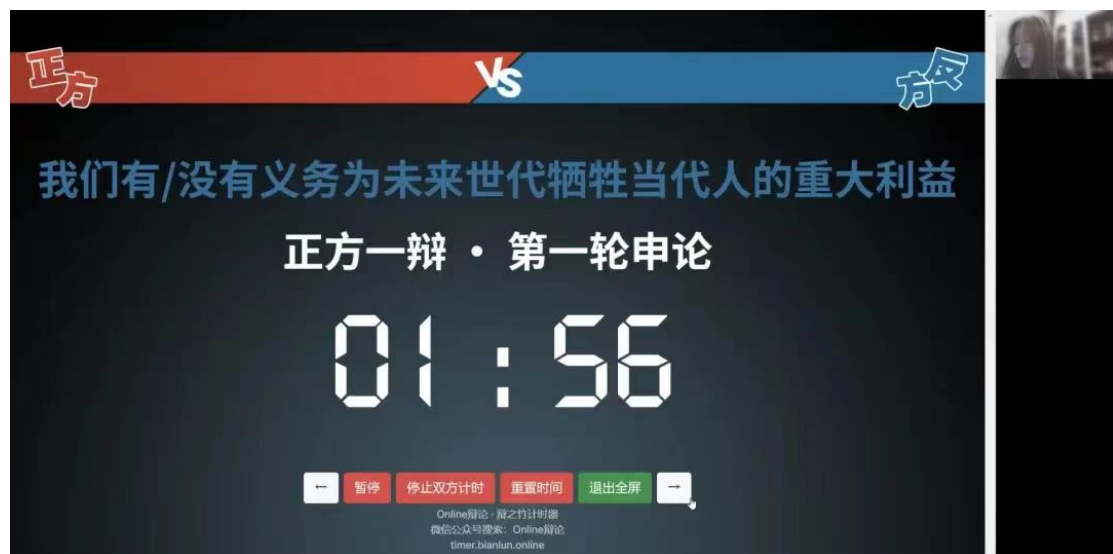 正方
VS
反方
我们有/没有义务为未来世代牺牲当代人的重大利益
正方一辩 · 第一轮申论
01:56
← 暂停 停止双方计时 重置时间 退出全屏 →
Online辩论 · 辩之竹计时器
微信公众号搜索: Online辩论
timer.bianlun.online